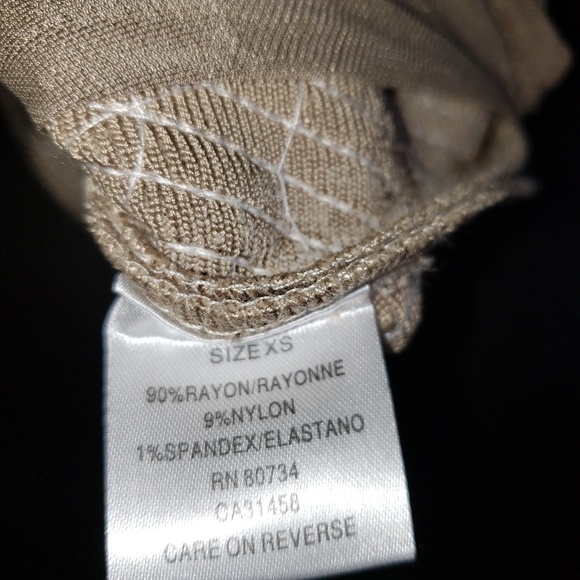 SIZE XS
90%RAYON/RAYONNE
9%NYLON
1%SPANDEX/ELASTANO
RN 80734
CA31458
CARE ON REVERSE